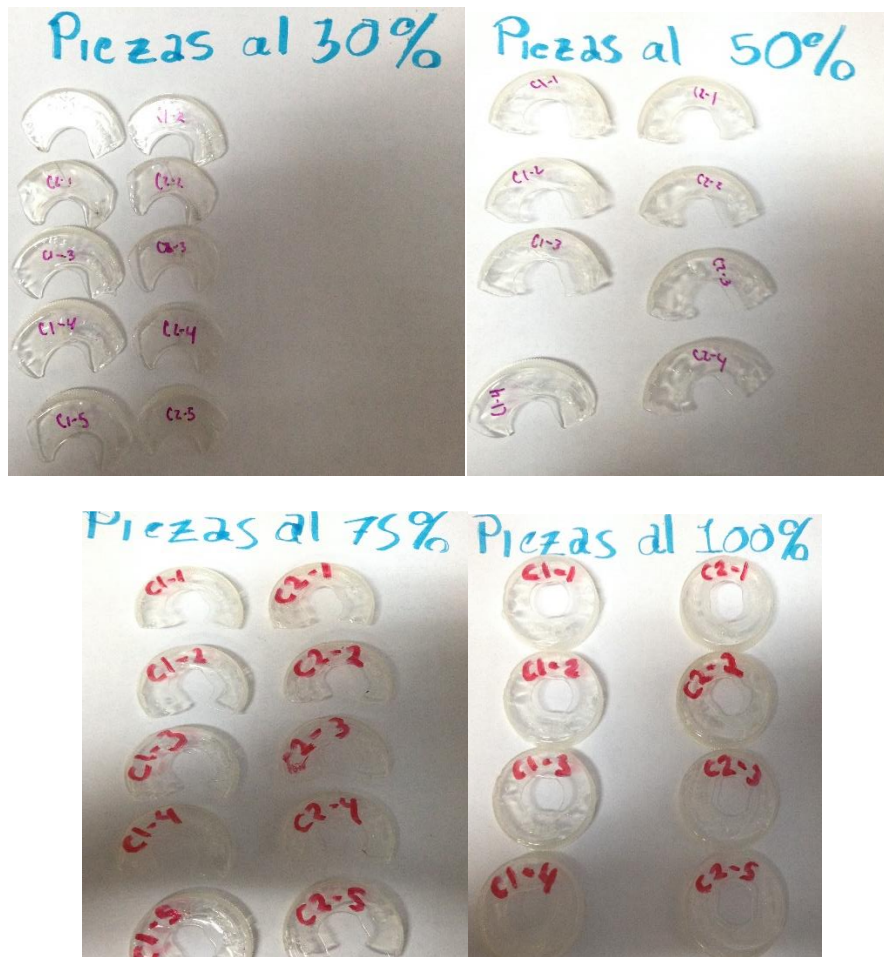 Piezas al 30%
C1-2
C2-1 C2-2
C1-3 C2-3
C1-4 C2-4
C1-5 C2-5
Piezas al 50%
C1-1 C2-1
C1-2 C2-2
C1-3 C2-3
C1-4 C2-4
Piezas al 75%
C1-1 C2-1
C1-2 C2-2
C1-3 C2-3
C1-4 C2-4
C1-5 C2-5
Piezas al 100%
C1-1 C2-1
C1-2 C2-2
C1-3 C2-3
C1-4 C2-5